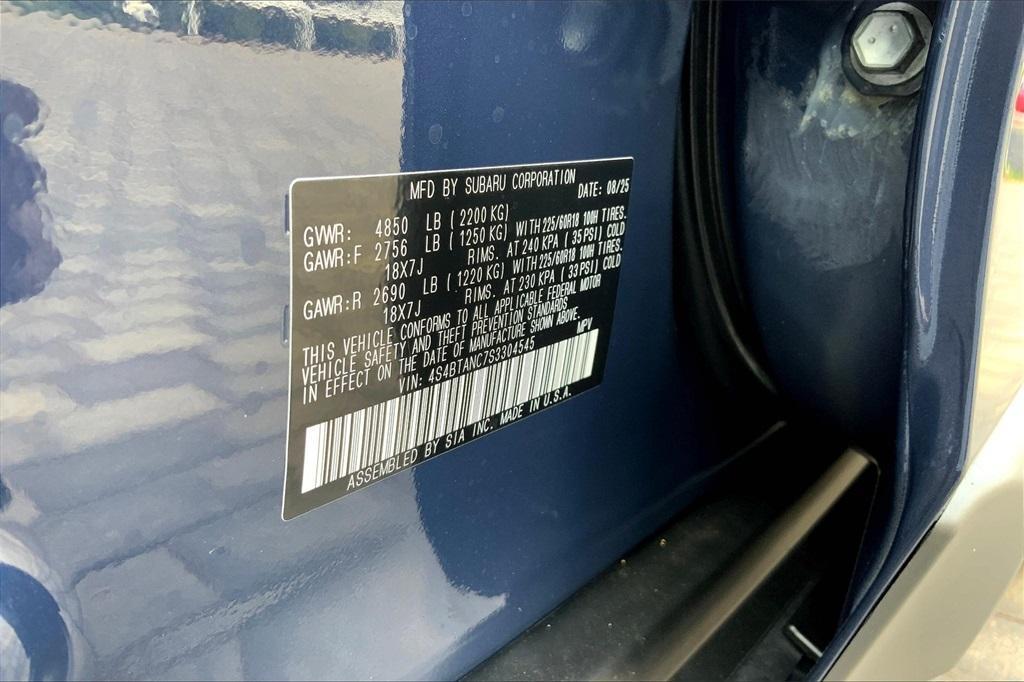 MFD BY SUBARU CORPORATION DATE: 08/25
GVWR: 4850 LB (2200 KG)
GAWR:F 2756 LB (1250 KG) WITH 225/60R18 100H TIRES.
18X7J RIMS. AT 240 KPA (35 PSI) COLD
GAWR:R 2690 LB (1220 KG) WITH 225/60R18 100H TIRES.
18X7J RIMS. AT 230 KPA (33 PSI) COLD
THIS VEHICLE CONFORMS TO ALL APPLICABLE FEDERAL MOTOR
VEHICLE SAFETY AND THEFT PREVENTION STANDARDS
IN EFFECT ON THE DATE OF MANUFACTURE SHOWN ABOVE.
VIN: 4S4BTANC7S3304545 MPV
ASSEMBLED BY SIA INC. MADE IN U.S.A.